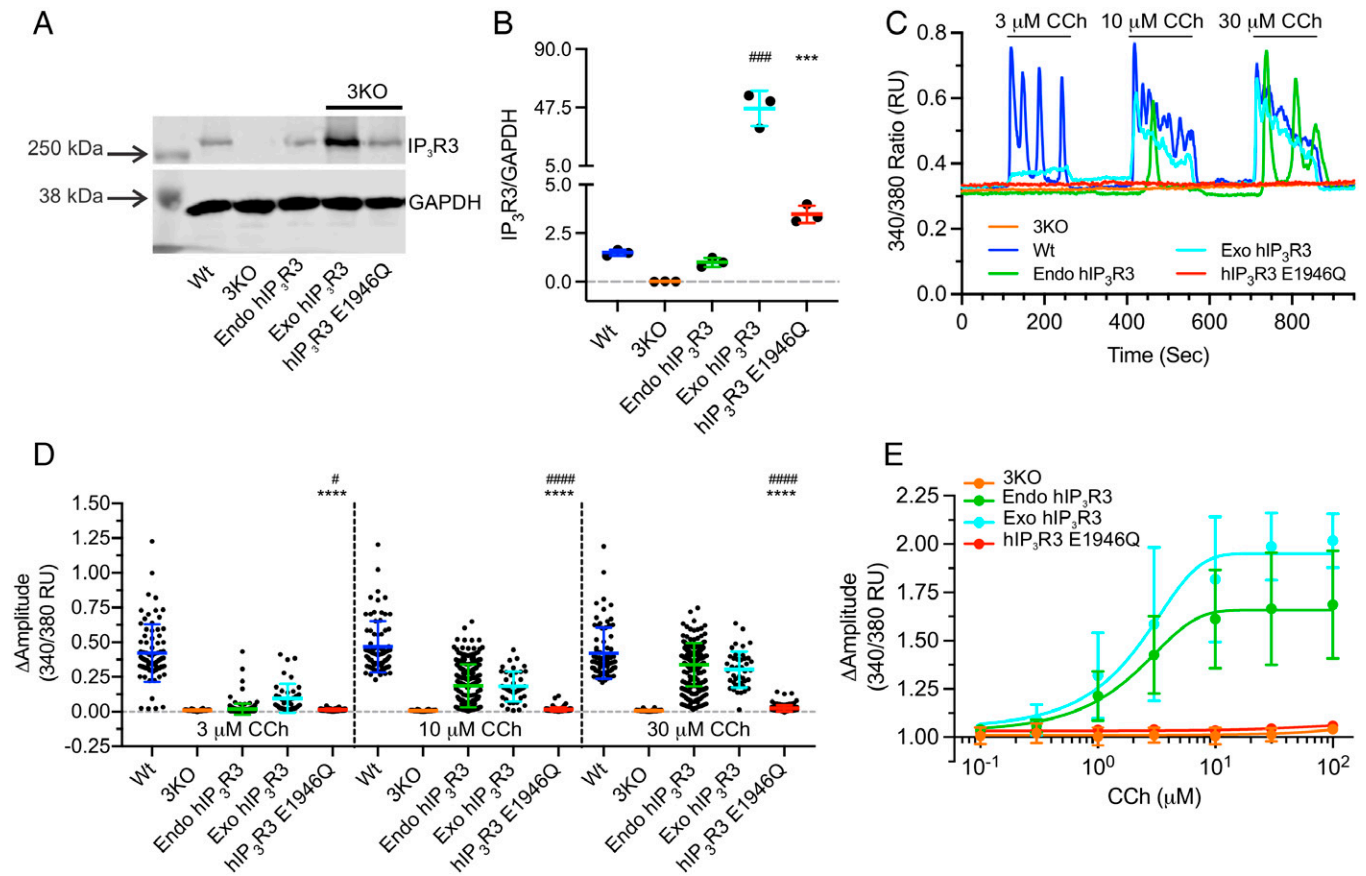 A
3KO
250 kDa
IP₃R3
38 kDa
GAPDH
Wt
3KO
Endo hIP₃R3
Exo hIP₃R3
hIP₃R3 E1946Q
B
IP₃R3/GAPDH
90.0
47.5
5.0
5.0
2.5
0.0
###
***
Wt
3KO
Endo hIP₃R3
Exo hIP₃R3
hIP₃R3 E1946Q
C
3 μM CCh
10 μM CCh
30 μM CCh
340/380 Ratio (RU)
0.8
0.6
0.4
0.2
0.0
3KO
Wt
Exo hIP₃R3
Endo hIP₃R3
hIP₃R3 E1946Q
0
200
400
600
800
Time (Sec)
D
ΔAmplitude
(340/380 RU)
1.50
1.25
1.00
0.75
0.50
0.25
0.00
-0.25
#
****
####
****
####
****
3 μM CCh
10 μM CCh
30 μM CCh
Wt
3KO
Endo hIP₃R3
Exo hIP₃R3
hIP₃R3 E1946Q
Wt
3KO
Endo hIP₃R3
Exo hIP₃R3
hIP₃R3 E1946Q
Wt
3KO
Endo hIP₃R3
Exo hIP₃R3
hIP₃R3 E1946Q
E
3KO
Endo hIP₃R3
Exo hIP₃R3
hIP₃R3 E1946Q
ΔAmplitude
(340/380 RU)
2.25
2.00
1.75
1.50
1.25
1.00
10⁻¹
10⁰
10¹
10²
CCh (μM)